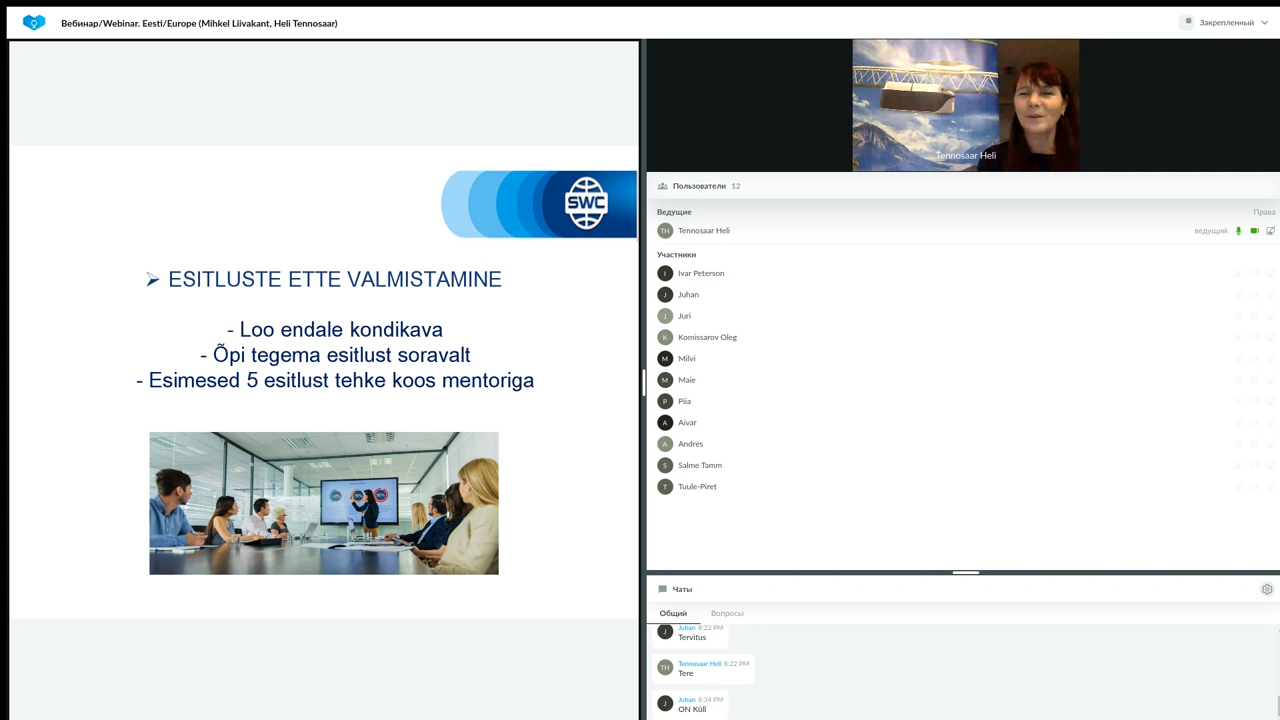 Вебинар/Webinar. Eesti/Europe (Mihkel Liivakant, Heli Tennosaar)
Закрепленный
SWC
ESITLUSTE ETTE VALMISTAMINE
- Loo endale kondikava
- Õpi tegema esitlust soravalt
- Esimesed 5 esitlust tehke koos mentoriga
Tennosaar Heli
Пользователи 12
Ведущие
Права
TH Tennosaar Heli
ведущий
Участники
I Ivar Peterson
J Juhan
J Juri
K Komissarov Oleg
M Milvi
M Maie
P Piia
A Aivar
A Andres
S Salme Tamm
T Tuule-Piret
Чаты
Общий Вопросы
Juhan 8:22 PM
J Tervitus
Tennosaar Heli 8:22 PM
TH Tere
Juhan 8:34 PM
J ON Küll